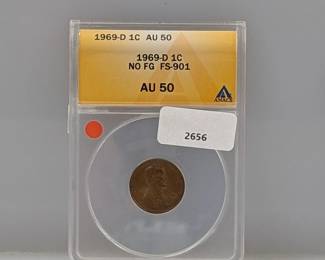 1969-D 1C AU 50
1969-D 1C
NO FG FS-901
AU 50
ANACS
2656